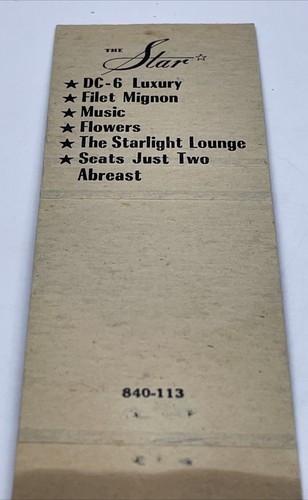 THE Star
★ DC-6 Luxury
★ Filet Mignon
★ Music
★ Flowers
★ The Starlight Lounge
★ Seats Just Two
Abreast
840-113